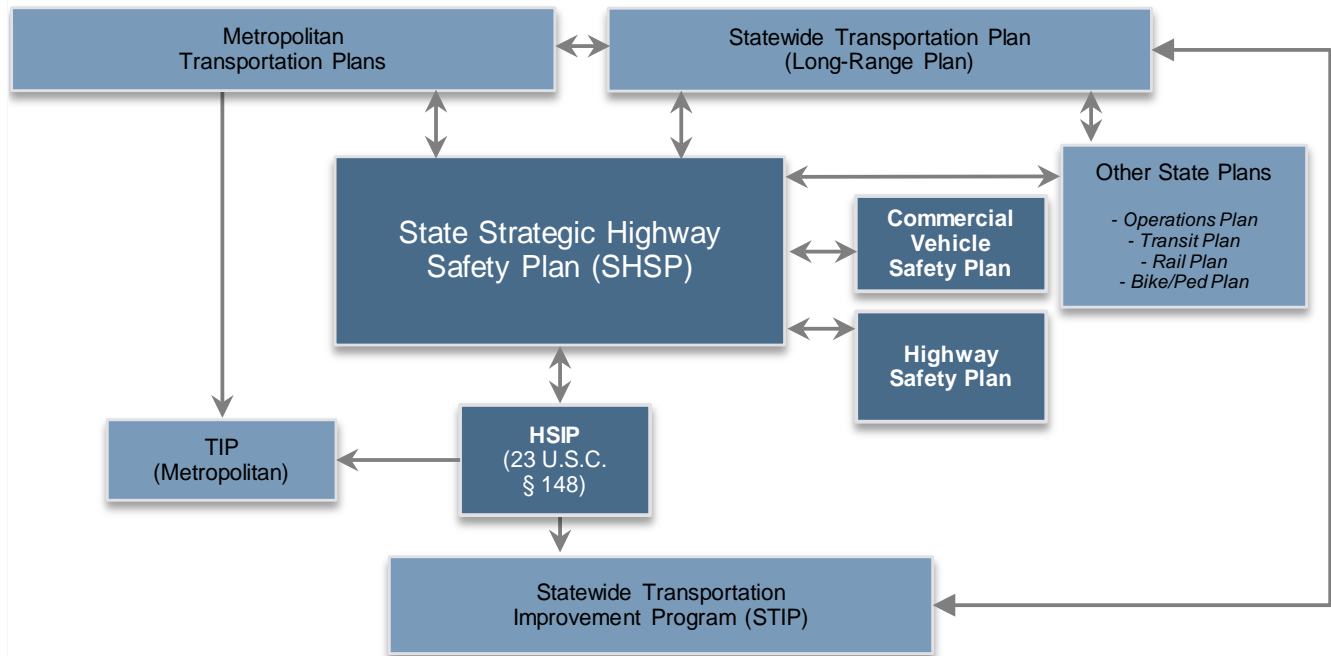 Metropolitan
Transportation Plans
Statewide Transportation Plan
(Long-Range Plan)
State Strategic Highway
Safety Plan (SHSP)
Other State Plans
- Operations Plan
- Transit Plan
- Rail Plan
- Bike/Ped Plan
Commercial
Vehicle
Safety Plan
Highway
Safety Plan
TIP
(Metropolitan)
HSIP
(23 U.S.C.
§ 148)
Statewide Transportation
Improvement Program (STIP)